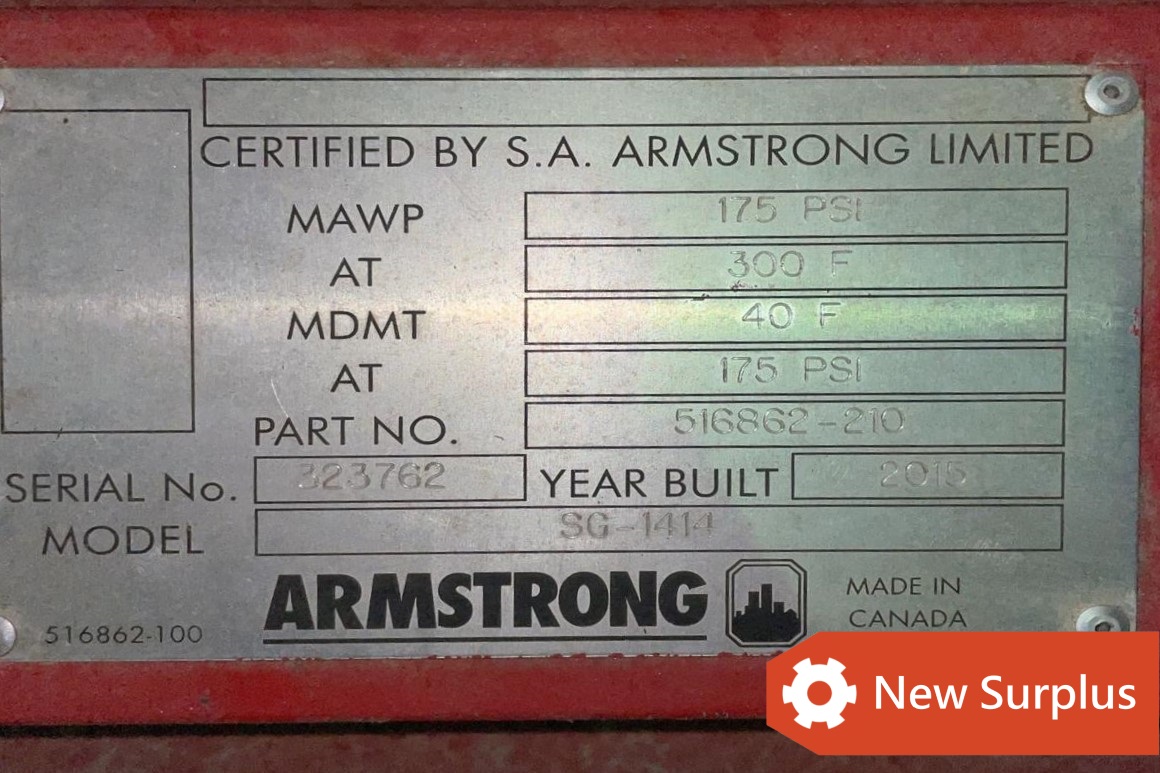 CERTIFIED BY S.A. ARMSTRONG LIMITED
MAWP 175 PSI
AT 300 F
MDMT 40 F
AT 175 PSI
PART NO. 516862-210
SERIAL No. 323762 YEAR BUILT 2015
MODEL SG-1414
ARMSTRONG
MADE IN
CANADA
516862-100
New Surplus